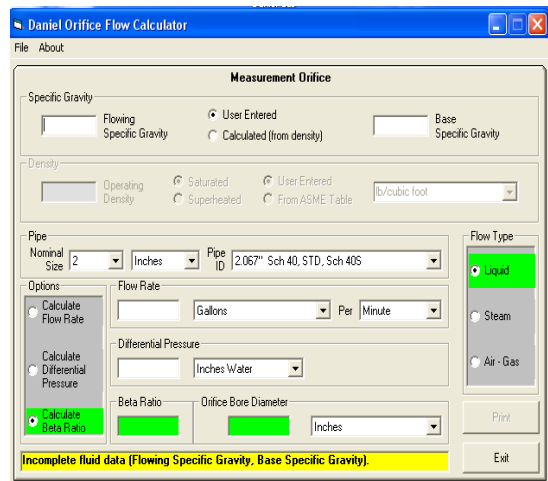 Daniel Orifice Flow Calculator
File About
Measurement Orifice
Specific Gravity
Flowing Specific Gravity
User Entered
Calculated (from density)
Base Specific Gravity
Density
Operating Density
Saturated
Superheated
User Entered
From ASME Table
lb/cubic foot
Pipe
Nominal Size
2
Inches
Pipe ID
2.067" Sch 40, STD, Sch 40S
Flow Type
Liquid
Steam
Air - Gas
Options
Calculate Flow Rate
Calculate Differential Pressure
Calculate Beta Ratio
Flow Rate
Gallons
Per
Minute
Differential Pressure
Inches Water
Beta Ratio
Orifice Bore Diameter
Inches
Print
Exit
Incomplete fluid data (Flowing Specific Gravity, Base Specific Gravity).